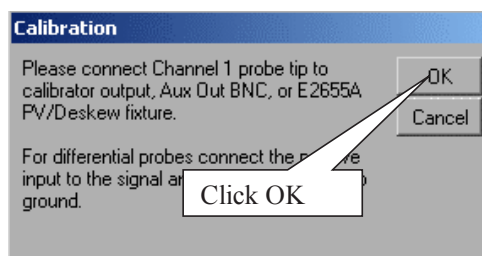 Calibration
Please connect Channel 1 probe tip to
calibrator output, Aux Out BNC, or E2655A
PV/Deskew fixture.
For differential probes connect the
input to the signal
ground.
OK
Cancel
Click OK